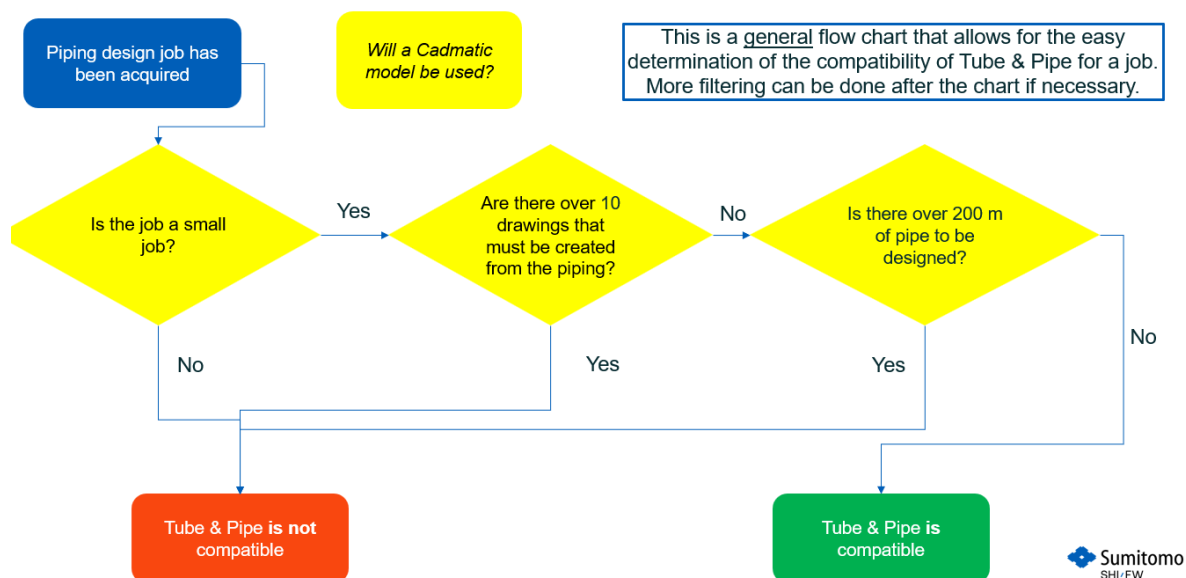 Piping design job has
been acquired
Will a Cadmatic
model be used?
This is a general flow chart that allows for the easy
determination of the compatibility of Tube & Pipe for a job.
More filtering can be done after the chart if necessary.
Is the job a small
job?
Yes
Are there over 10
drawings that
must be created
from the piping?
No
Is there over 200 m
of pipe to be
designed?
No
Yes
Yes
No
Tube & Pipe is not
compatible
Tube & Pipe is
compatible
Sumitomo
SHI FW